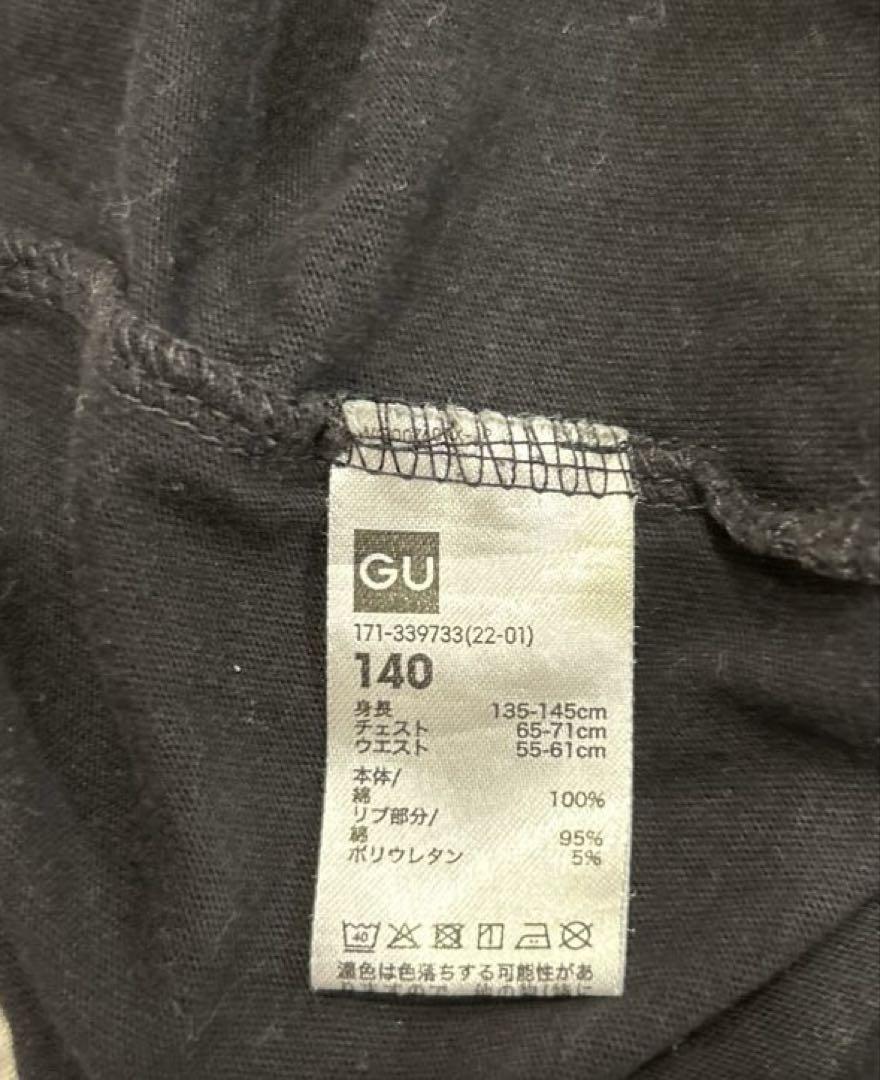 GU
171-339733(22-01)
140
身長 135-145cm
チェスト 65-71cm
ウエスト 55-61cm
本体/
綿 100%
リブ部分/
綿 95%
ポリウレタン 5%
40
濃色は色落ちする可能性があ